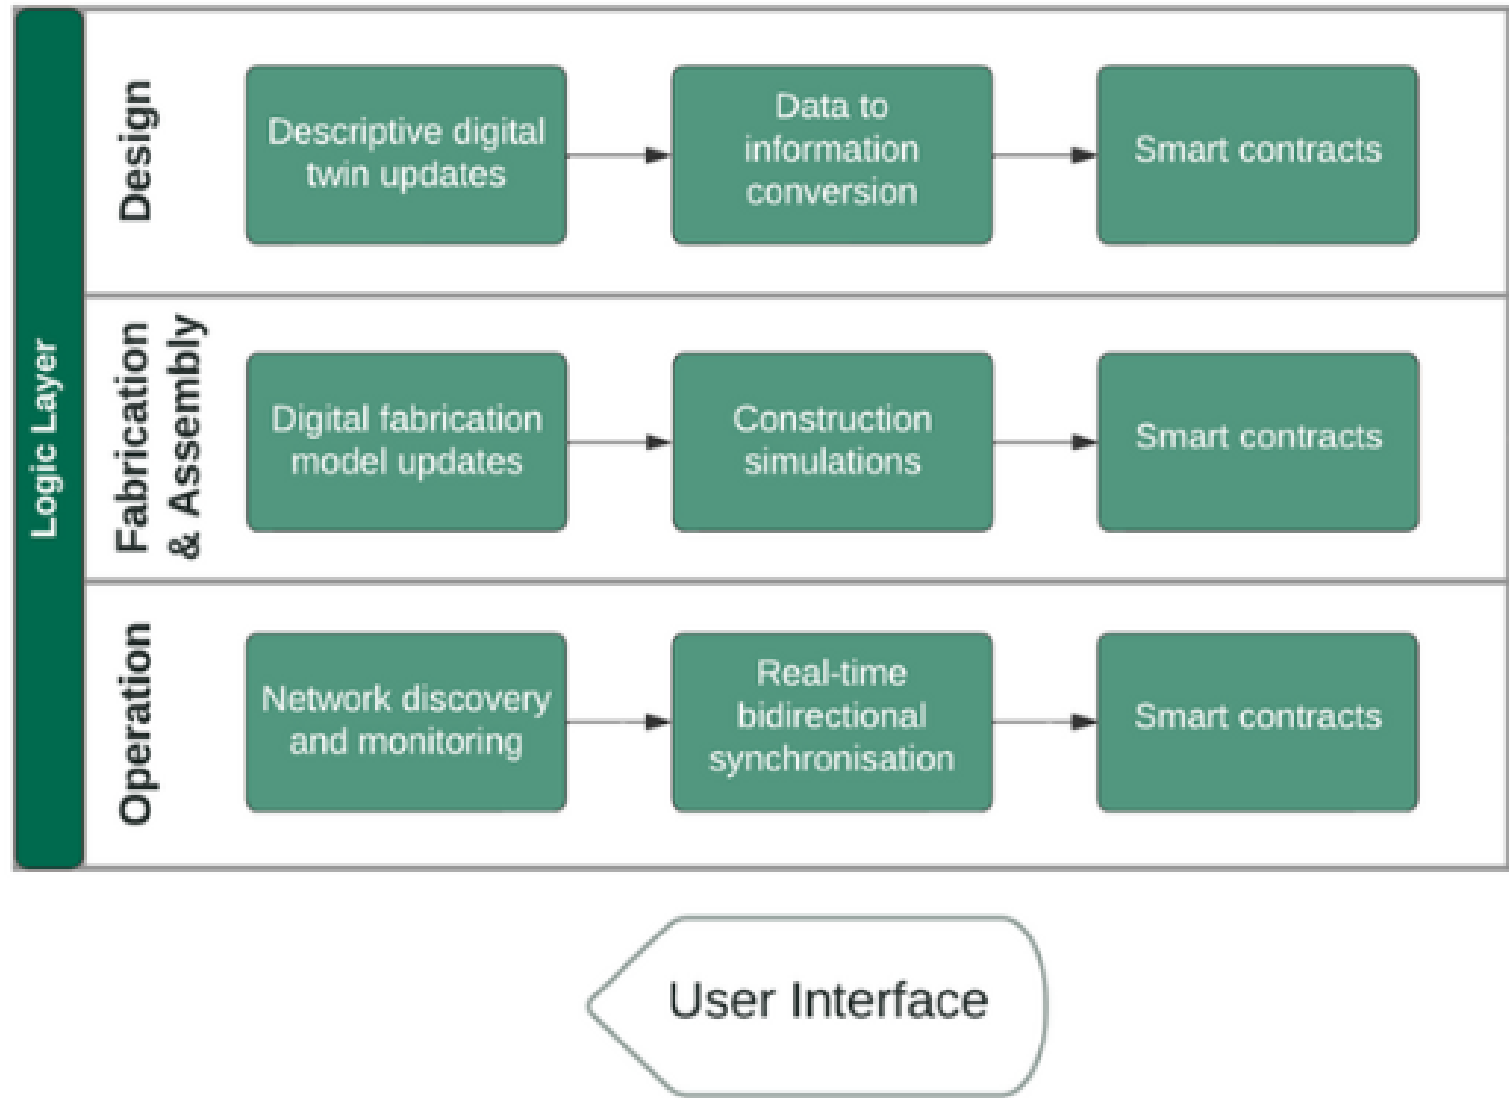 Logic Layer
Design
Descriptive digital
twin updates
Data to
information
conversion
Smart contracts
Fabrication
& Assembly
Digital fabrication
model updates
Construction
simulations
Smart contracts
Operation
Network discovery
and monitoring
Real-time
bidirectional
synchronisation
Smart contracts
User Interface